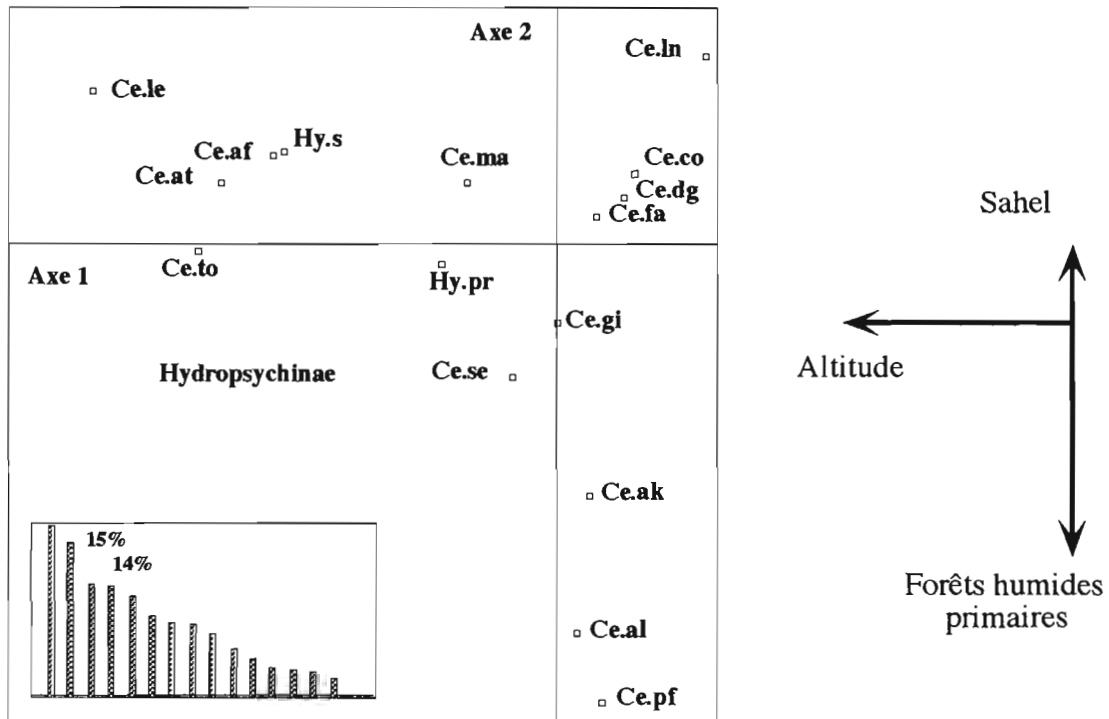 Axe 2
Ce.ln
Ce.le
Ce.af
Hy.s
Ce.at
Ce.ma
Ce.co
Ce.dg
Ce.fa
Sahel
Axe 1
Ce.to
Hy.pr
Ce.gi
Altitude
Hydropsychinae
Ce.se
Ce.ak
15%
14%
Forêts humides
primaires
Ce.al
Ce.pf